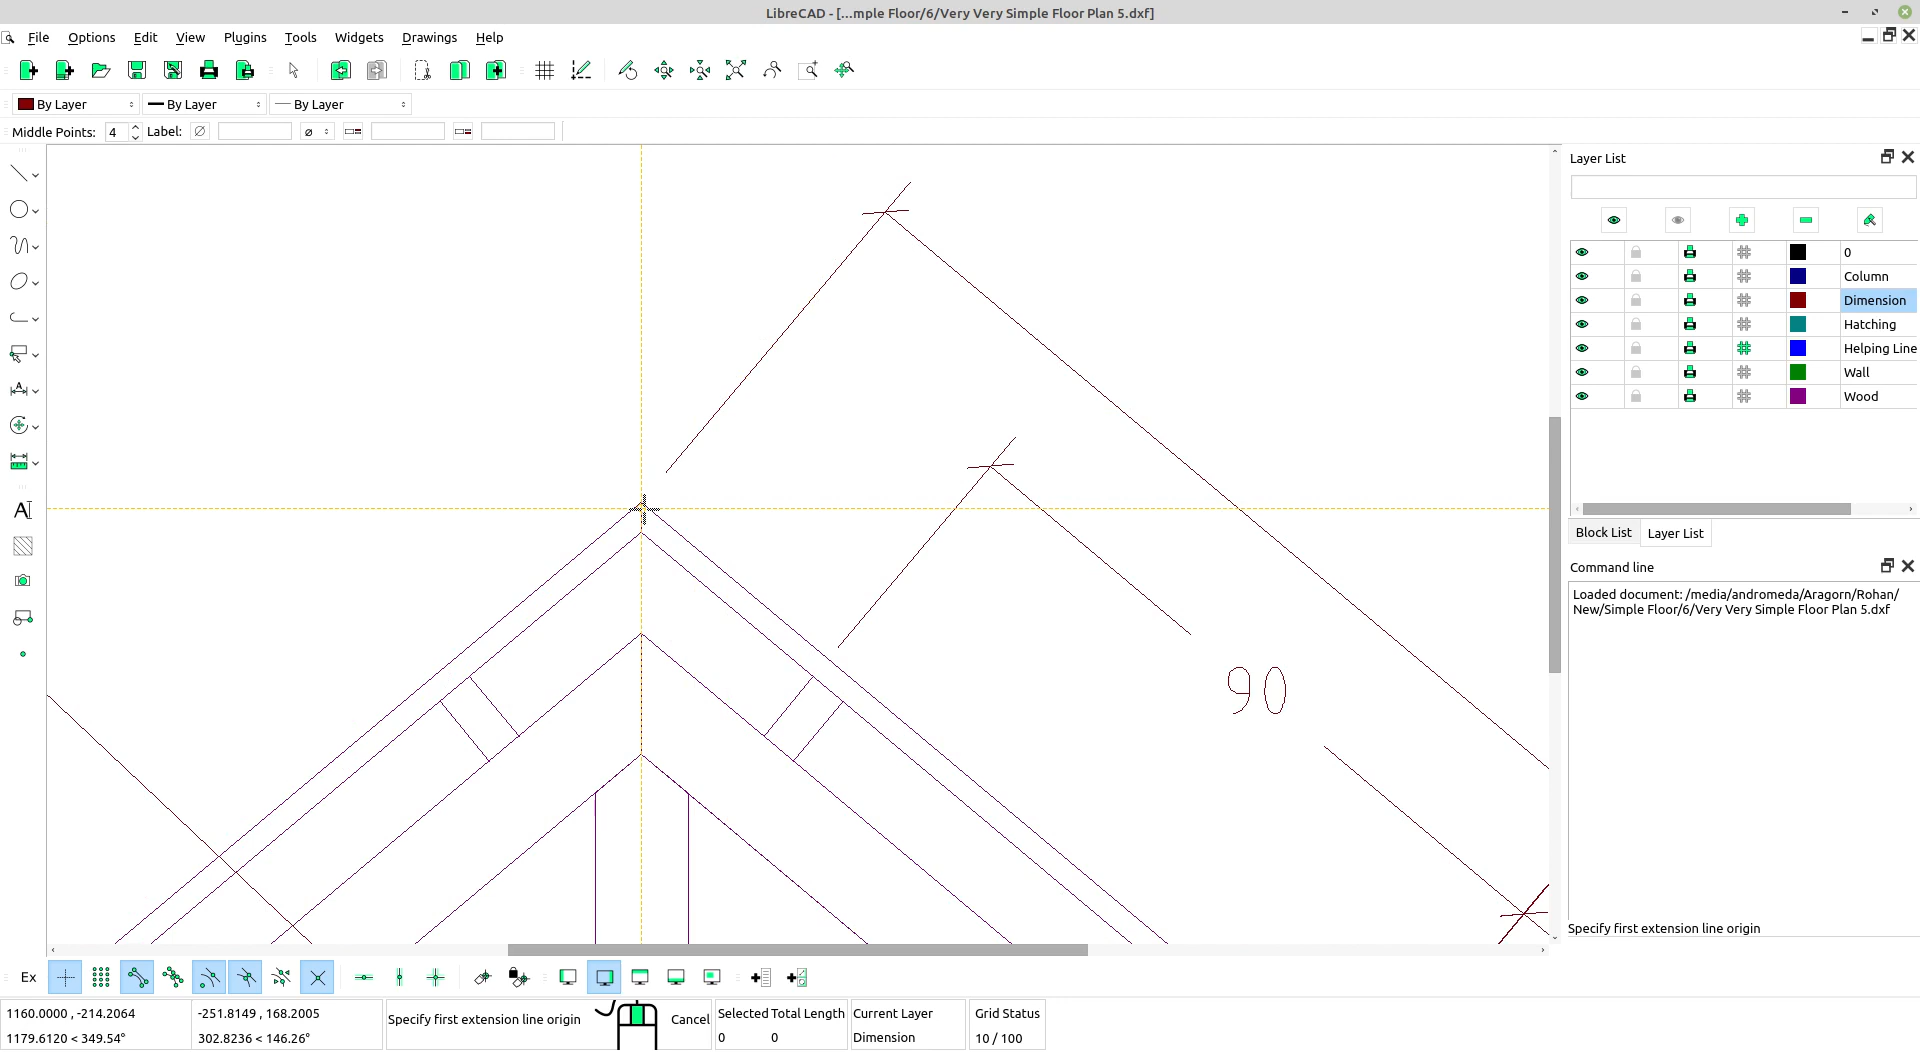 LibreCAD - [...mple Floor/6/Very Very Simple Floor Plan 5.dxf]
File Options Edit View Plugins Tools Widgets Drawings Help
By Layer By Layer By Layer
Middle Points: 4 Label: ⌀ ⌀
Layer List
0
Column
Dimension
Hatching
Helping Line
Wall
Wood
Block List Layer List
Command line
Loaded document: /media/andromeda/Aragorn/Rohan/
New/Simple Floor/6/Very Very Simple Floor Plan 5.dxf
Specify first extension line origin
90
A
Ex
1160.0000 , -214.2064
1179.6120 < 349.54°
-251.8149 , 168.2005
302.8236 < 146.26°
Specify first extension line origin
Cancel
Selected Total Length
0 0
Current Layer
Dimension
Grid Status
10 / 100